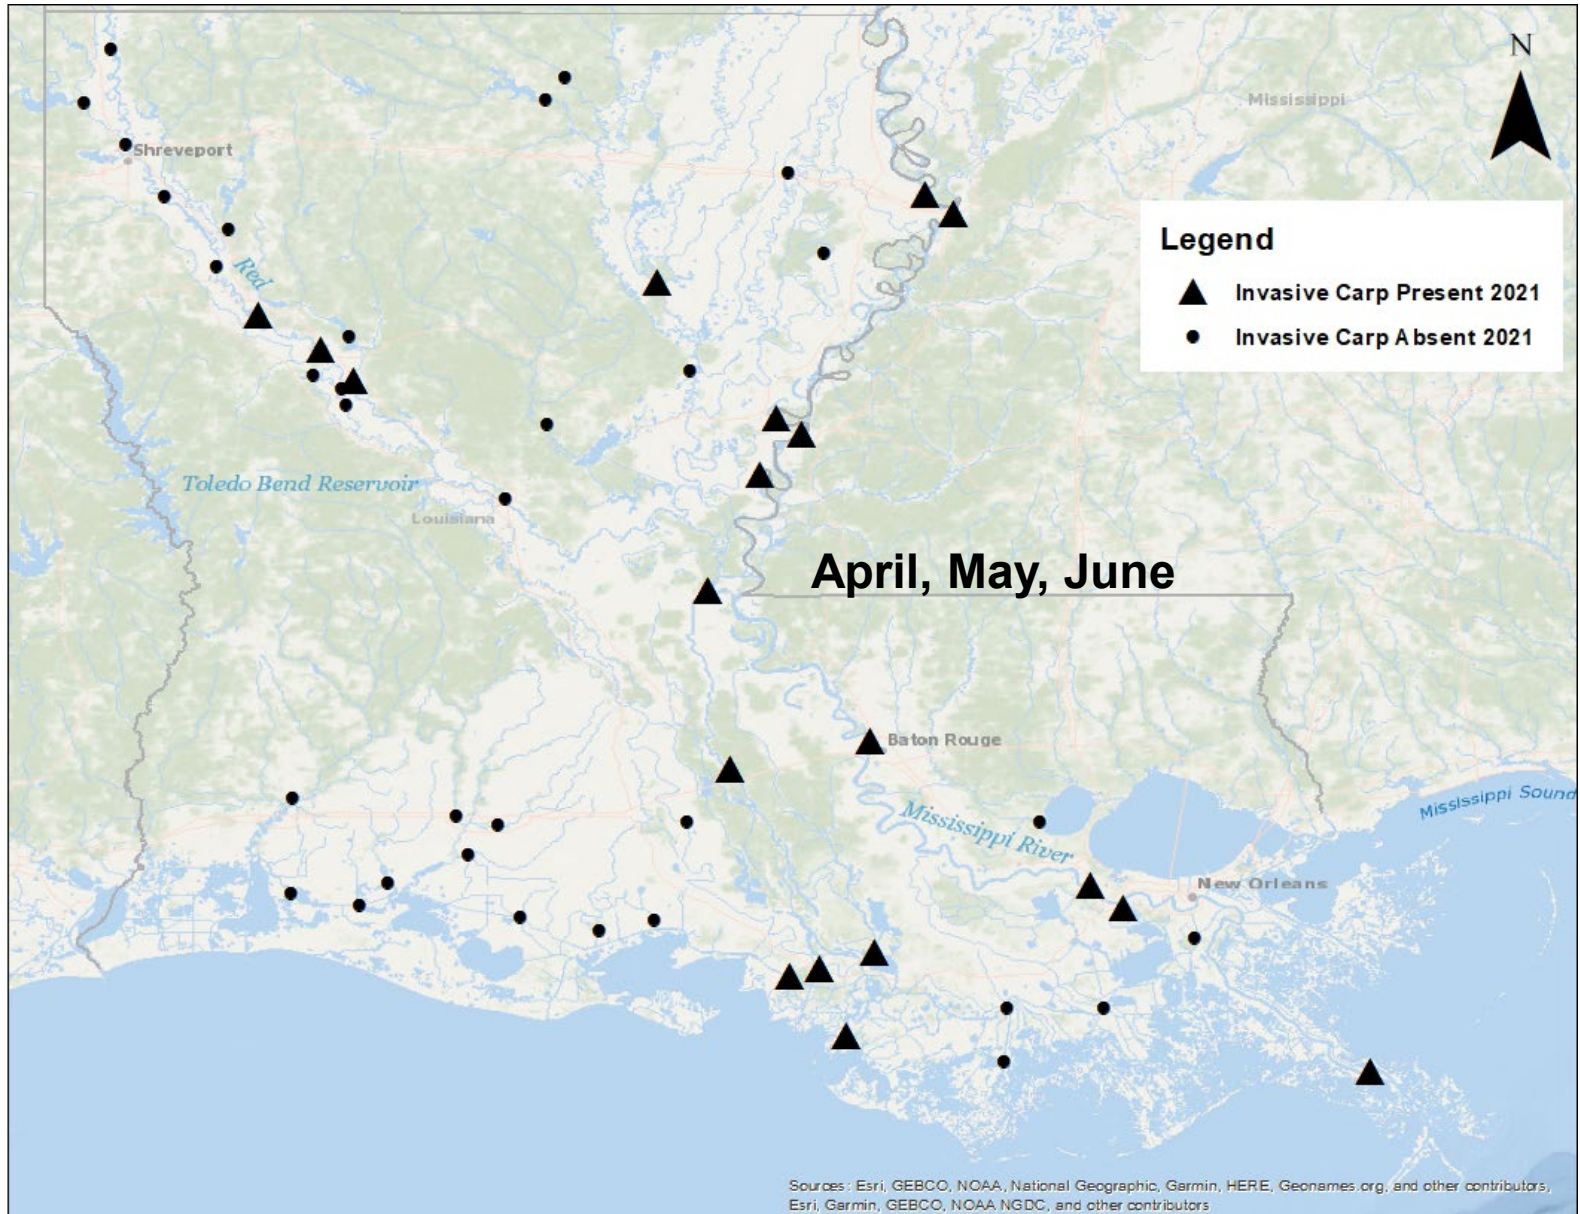 N
Mississippi
Shreveport
Legend
Invasive Carp Present 2021
Invasive Carp Absent 2021
Red
Toledo Bend Reservoir
Louisiana
April, May, June
Baton Rouge
Mississippi River
Mississippi Sound
New Orleans
Sources: Esri, GEBCO, NOAA, National Geographic, Garmin, HERE, Geonames.org, and other contributors,
Esri, Garmin, GEBCO, NOAA NGDC, and other contributors